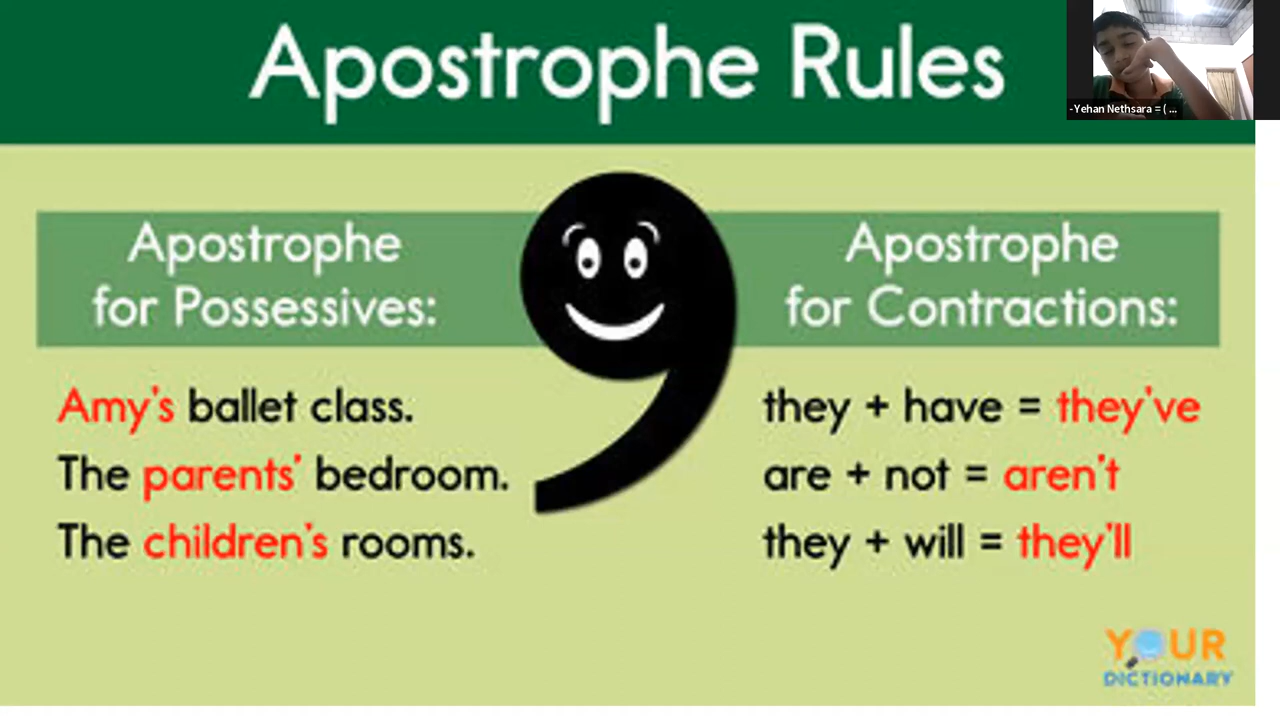 Apostrophe Rules
-Yehan Nethsara = ( ...
Apostrophe
for Possessives:
Amy's ballet class.
The parents' bedroom.
The children's rooms.
Apostrophe
for Contractions:
they + have = they've
are + not = aren't
they + will = they'll
YOUR
DICTIONARY